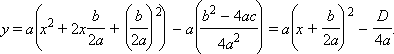 y = a(x² + 2x b/2a + (b/2a)²) − a((b² − 4ac)/4a²) = a(x + b/2a)² − D/4a.